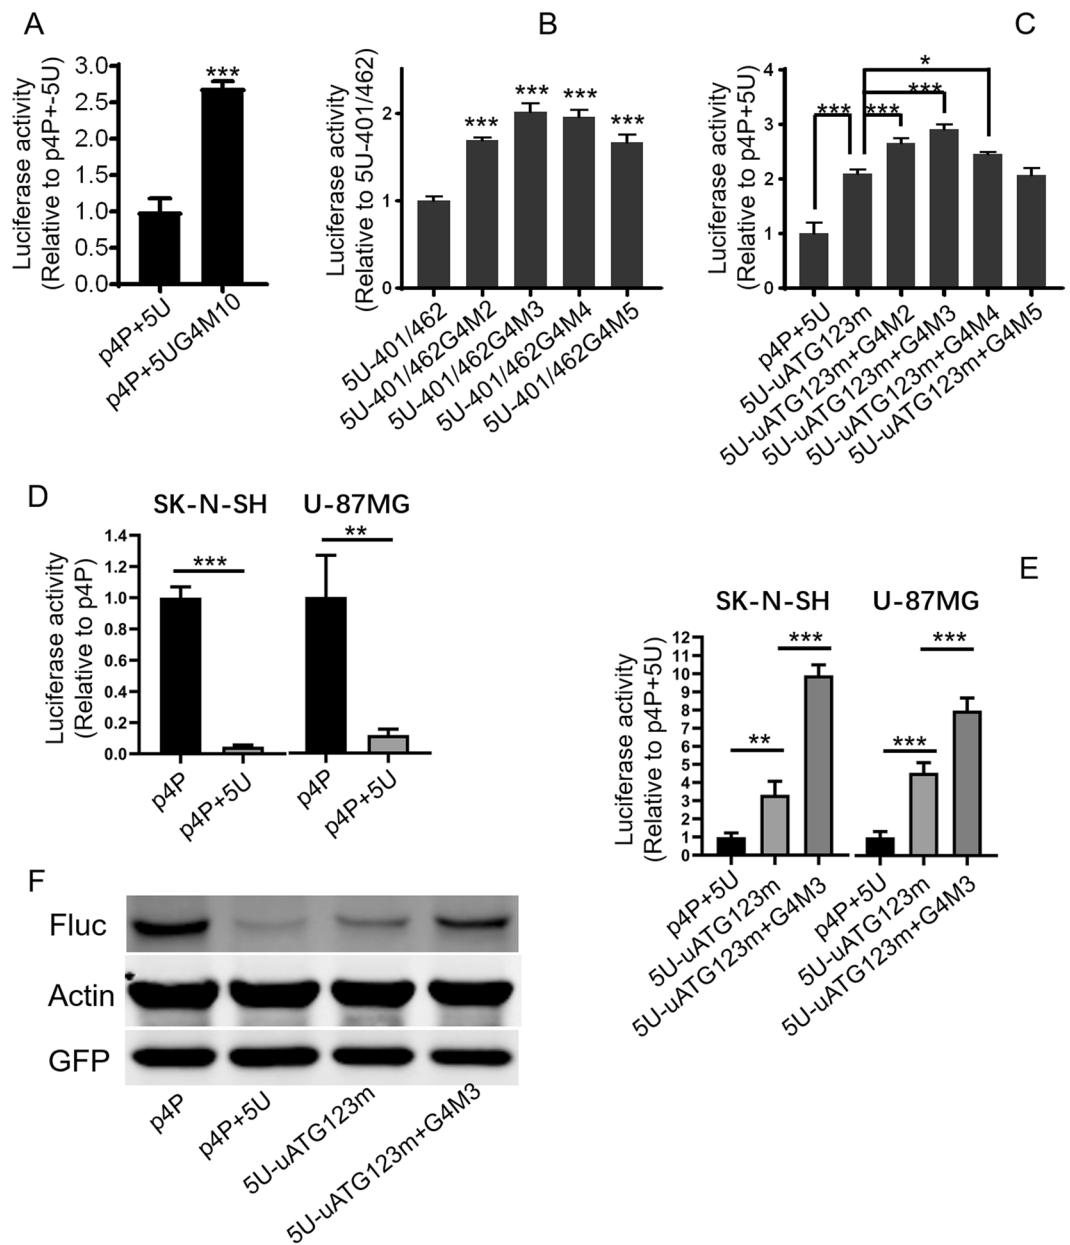 A
Luciferase activity
(Relative to p4P+-5U)
3.0
2.5
2.0
1.5
1.0
0.5
0.0
***
p4P+5U
p4P+5UG4M10
B
Luciferase activity
(Relative to 5U-401/462)
2
1
0
***
***
***
***
5U-401/462
5U-401/462G4M2
5U-401/462G4M3
5U-401/462G4M4
5U-401/462G4M5
C
Luciferase activity
(Relative to p4P+5U)
4
3
2
1
0
*
***
***
***
p4P+5U
5U-uATG123m
5U-uATG123m+G4M2
5U-uATG123m+G4M3
5U-uATG123m+G4M4
5U-uATG123m+G4M5
D
SK-N-SH
U-87MG
Luciferase activity
(Relative to p4P)
1.4
1.2
1.0
0.8
0.6
0.4
0.2
0.0
***
**
p4P
p4P+5U
p4P
p4P+5U
E
SK-N-SH
U-87MG
Luciferase activity
(Relative to p4P+5U)
12
11
10
9
8
7
6
5
4
3
2
1
0
**
***
***
***
p4P+5U
5U-uATG123m
5U-uATG123m+G4M3
p4P+5U
5U-uATG123m
5U-uATG123m+G4M3
F
Fluc
Actin
GFP
p4P
p4P+5U
5U-uATG123m
5U-uATG123m+G4M3